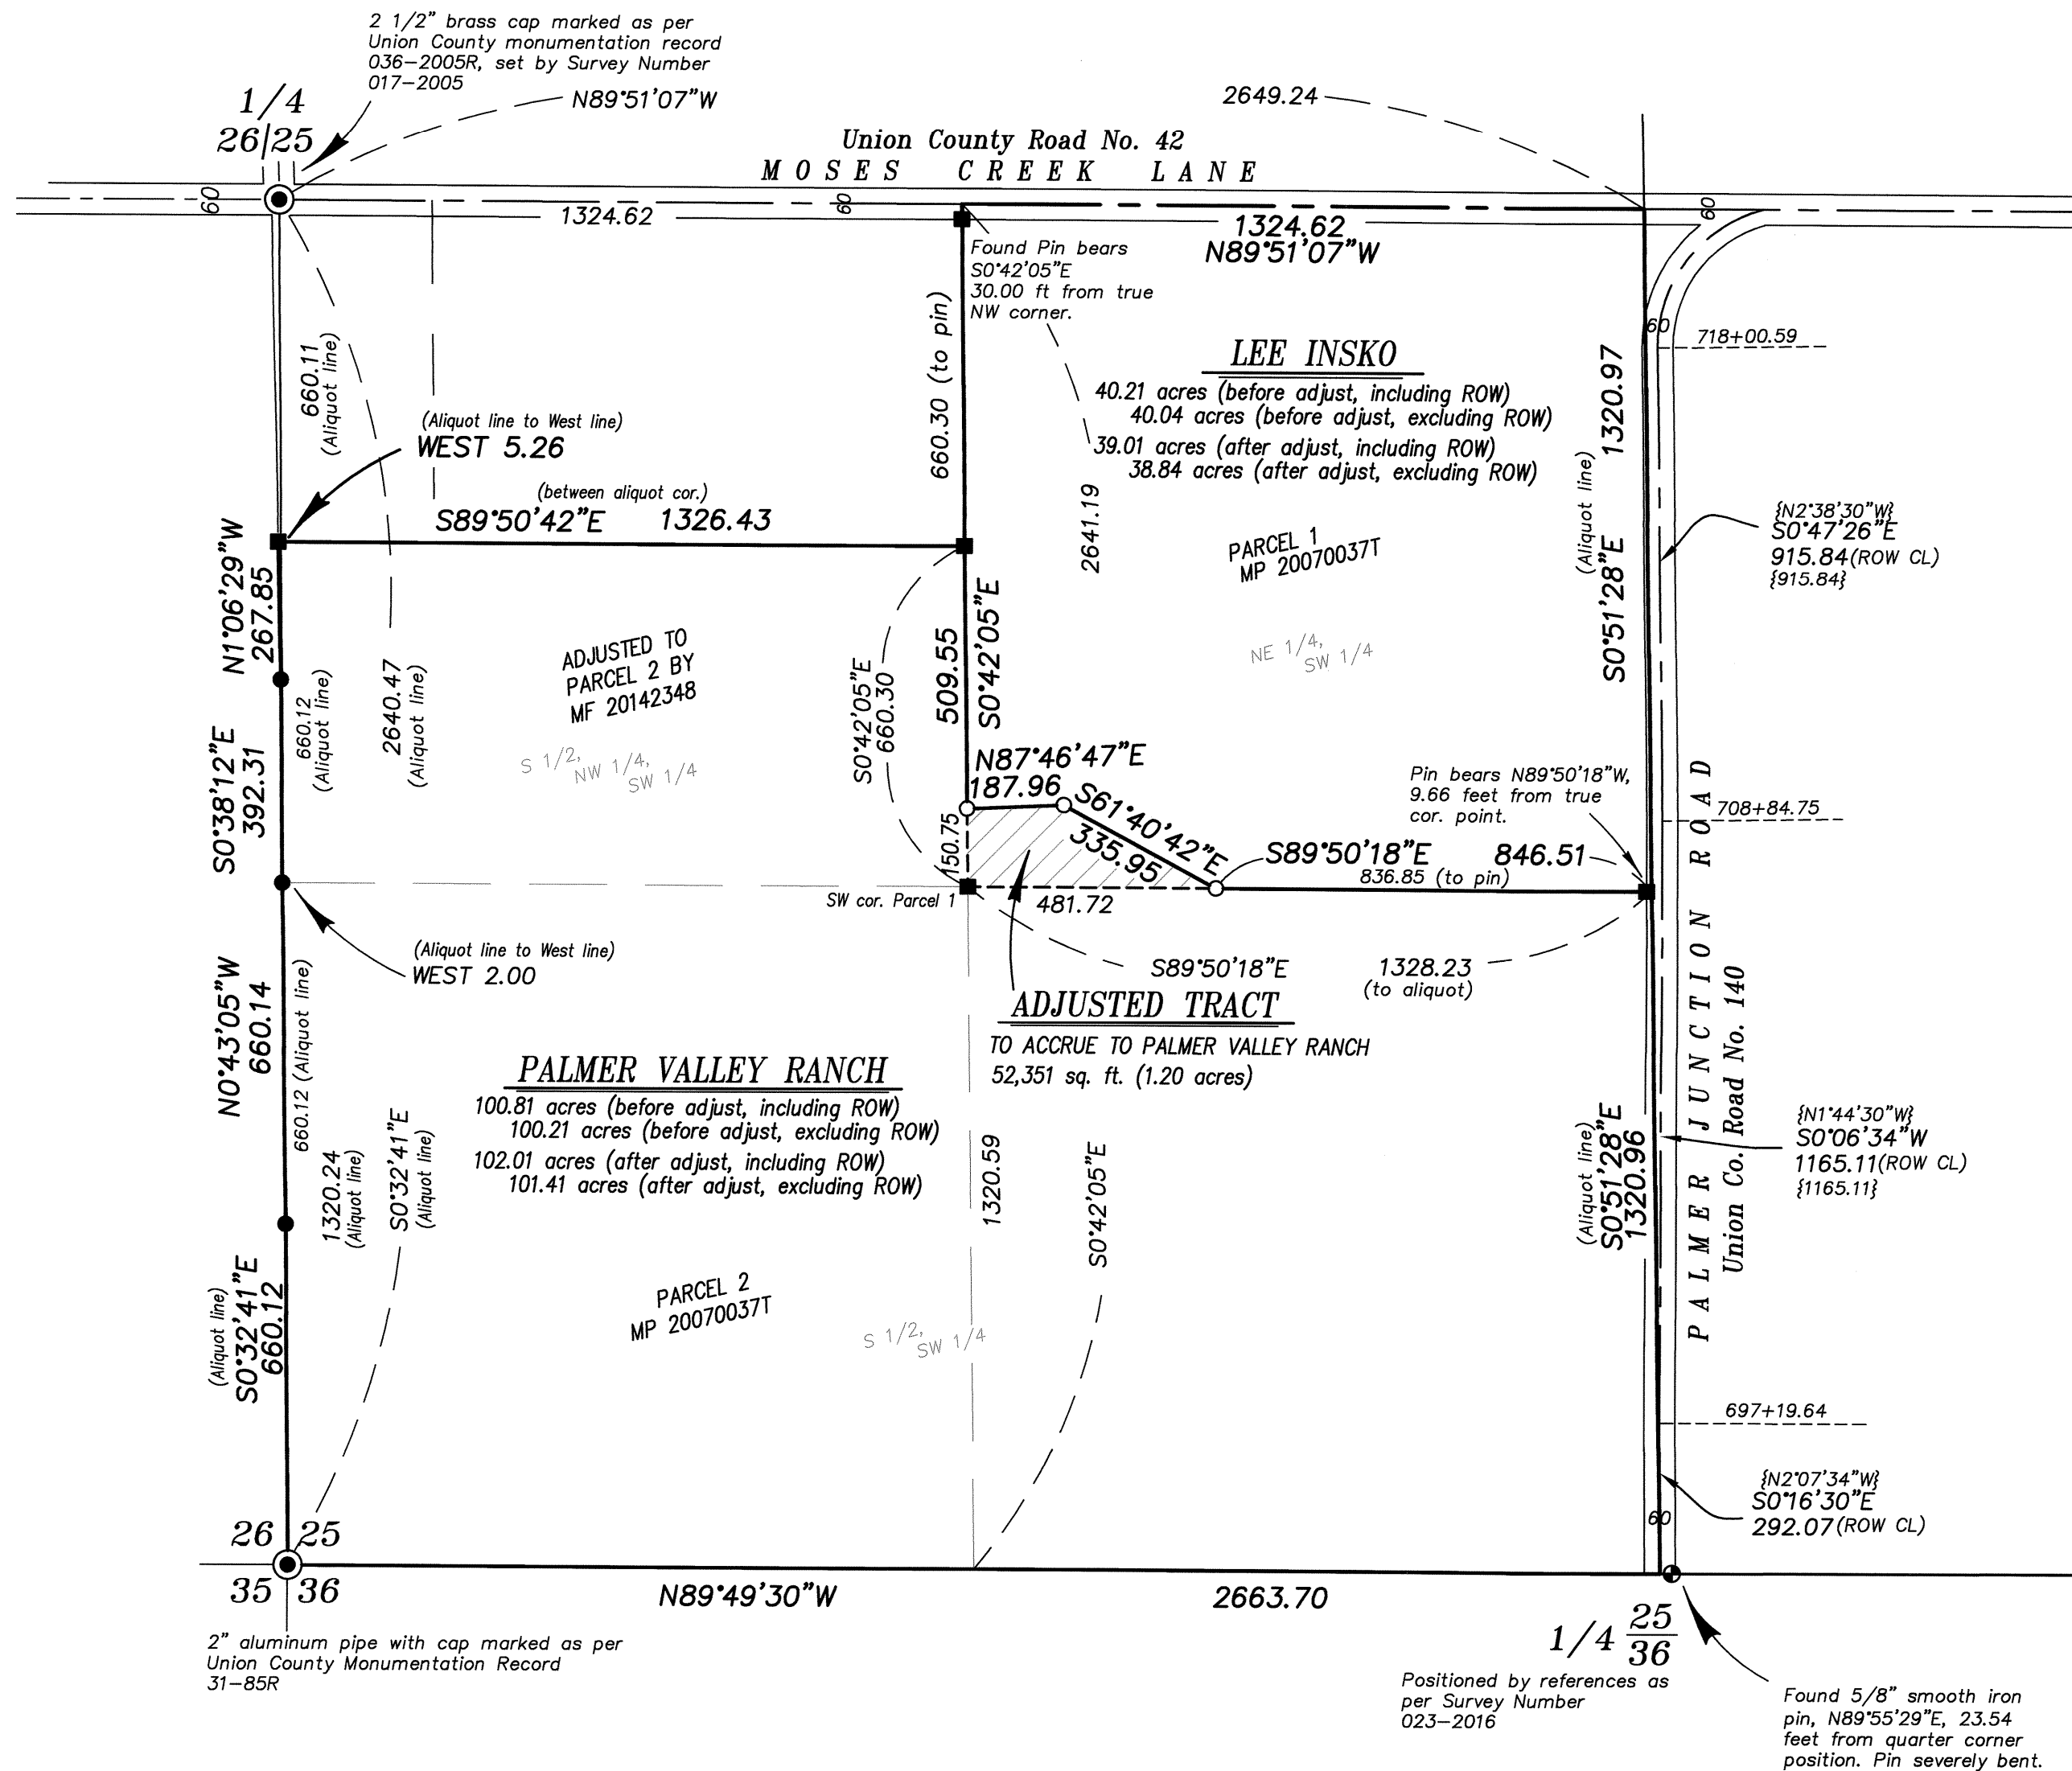 2 1/2" brass cap marked as per
Union County monumentation record
036-2005R, set by Survey Number
017-2005
1/4
26|25
N89°51'07"W
2649.24
Union County Road No. 42
MOSES CREEK LANE
60
60
60
1324.62
1324.62
N89°51'07"W
Found Pin bears
S0°42'05"E
30.00 ft from true
NW corner.
660.11
(Aliquot line)
660.30 (to pin)
60
718+00.59
LEE INSKO
40.21 acres (before adjust, including ROW)
40.04 acres (before adjust, excluding ROW)
39.01 acres (after adjust, including ROW)
38.84 acres (after adjust, excluding ROW)
(Aliquot line)
S0°51'28"E 1320.97
(Aliquot line to West line)
WEST 5.26
(between aliquot cor.)
S89°50'42"E 1326.43
2641.19
PARCEL 1
MP 20070037T
{N2°38'30"W}
S0°47'26"E
915.84(ROW CL)
{915.84}
N1°06'29"W
267.85
ADJUSTED TO
PARCEL 2 BY
MF 20142348
509.55
S0°42'05"E
NE 1/4,
SW 1/4
S0°42'05"E
660.30
660.12
(Aliquot line)
2640.47
(Aliquot line)
S0°38'12"E
392.31
S 1/2,
NW 1/4,
SW 1/4
N87°46'47"E
187.96
S61°40'42"E
335.95
150.75
Pin bears N89°50'18"W,
9.66 feet from true
cor. point.
708+84.75
S89°50'18"E 846.51
836.85 (to pin)
SW cor. Parcel 1
481.72
(Aliquot line to West line)
WEST 2.00
S89°50'18"E 1328.23
(to aliquot)
N0°43'05"W
660.14
660.12 (Aliquot line)
ADJUSTED TRACT
TO ACCRUE TO PALMER VALLEY RANCH
52,351 sq. ft. (1.20 acres)
PALMER JUNCTION ROAD
Union Co. Road No. 140
PALMER VALLEY RANCH
100.81 acres (before adjust, including ROW)
100.21 acres (before adjust, excluding ROW)
102.01 acres (after adjust, including ROW)
101.41 acres (after adjust, excluding ROW)
1320.24
(Aliquot line)
S0°32'41"E
(Aliquot line)
1320.59
S0°42'05"E
(Aliquot line)
S0°51'28"E
1320.96
{N1°44'30"W}
S0°06'34"W
1165.11(ROW CL)
{1165.11}
(Aliquot line)
S0°32'41"E
660.12
PARCEL 2
MP 20070037T
S 1/2,
SW 1/4
697+19.64
{N2°07'34"W}
S0°16'30"E
292.07(ROW CL)
60
26 25
35 36
N89°49'30"W
2663.70
2" aluminum pipe with cap marked as per
Union County Monumentation Record
31-85R
1/4 25
36
Positioned by references as
per Survey Number
023-2016
Found 5/8" smooth iron
pin, N89°55'29"E, 23.54
feet from quarter corner
position. Pin severely bent.